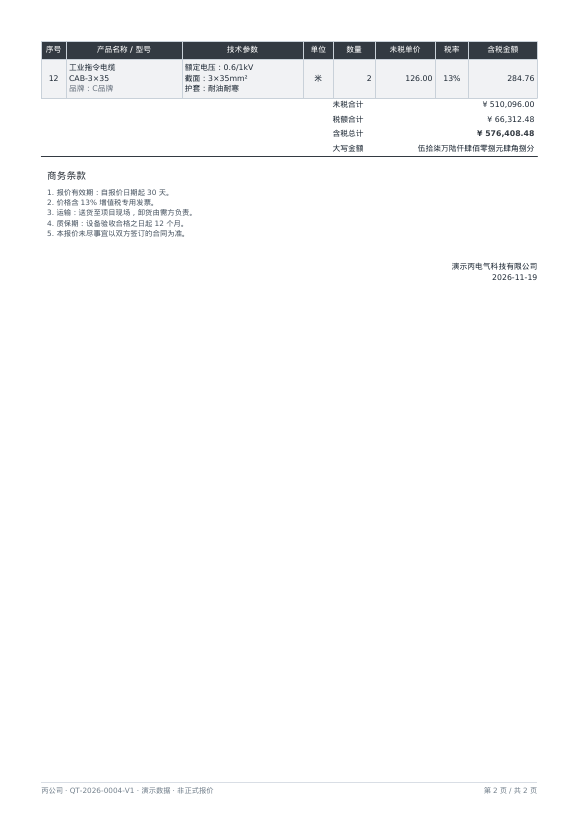 序号 产品名称 / 型号 技术参数 单位 数量 未税单价 税率 含税金额
12 工业指令电缆 CAB-3×35 品牌：C品牌 额定电压：0.6/1kV 截面：3×35mm² 护套：耐油耐寒 米 2 126.00 13% 284.76
未税合计 ¥ 510,096.00
税额合计 ¥ 66,312.48
含税总计 ¥ 576,408.48
大写金额 伍拾柒万陆仟肆佰零捌元肆角捌分
商务条款
1. 报价有效期：自报价日期起 30 天。
2. 价格含 13% 增值税专用发票。
3. 运输：送货至项目现场，卸货由需方负责。
4. 质保期：设备验收合格之日起 12 个月。
5. 本报价未尽事宜以双方签订的合同为准。
演示丙电气科技有限公司
2026-11-19
丙公司 · QT-2026-0004-V1 · 演示数据 · 非正式报价 第 2 页 / 共 2 页